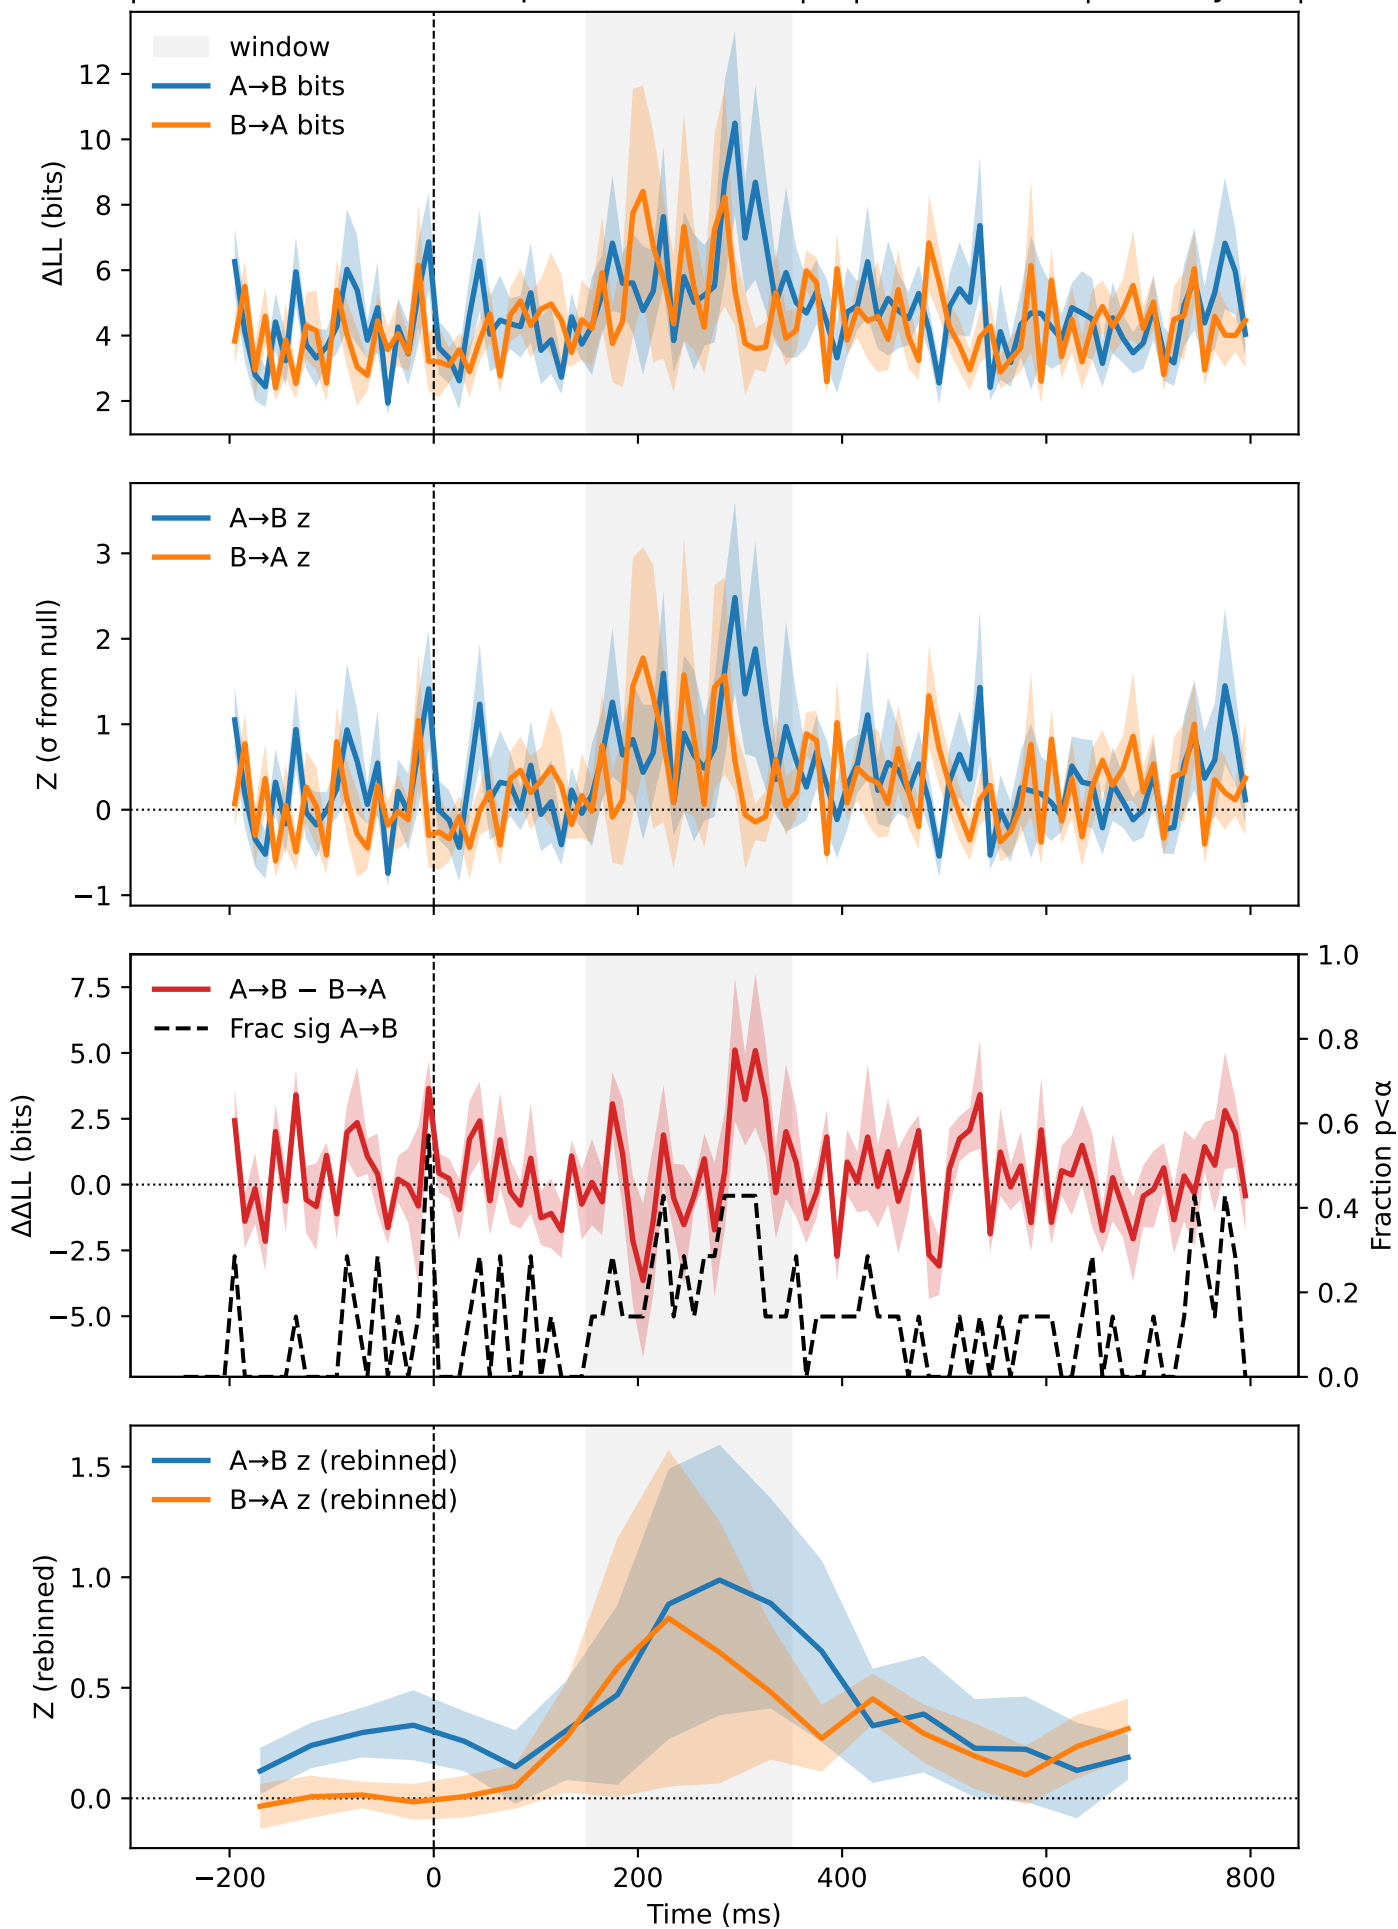 window
A→B bits
B→A bits
12
10
8
6
4
2
ΔLL (bits)
A→B z
B→A z
3
2
1
0
−1
Z (σ from null)
A→B − B→A
Frac sig A→B
7.5
5.0
2.5
0.0
−2.5
−5.0
ΔΔLL (bits)
1.0
0.8
0.6
0.4
0.2
0.0
Fraction p<α
A→B z (rebinned)
B→A z (rebinned)
1.5
1.0
0.5
0.0
Z (rebinned)
−200 0 200 400 600 800
Time (ms)